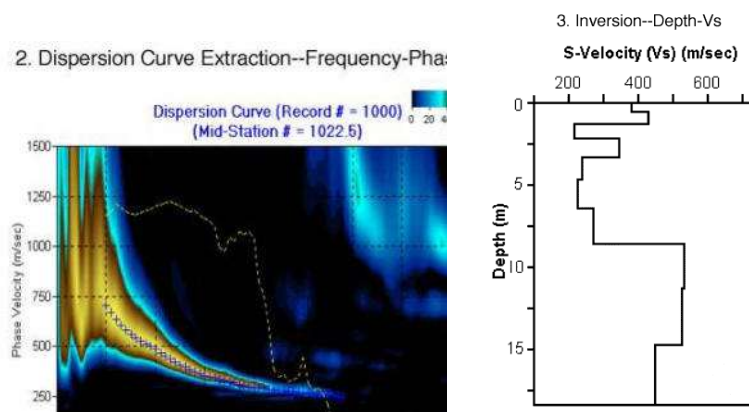 2. Dispersion Curve Extraction--Frequency-Phas
Dispersion Curve (Record # = 1000)
(Mid-Station # = 1022.5)
0 20 40
1500
1250
1000
750
500
250
Phase Velocity (m/sec)
3. Inversion--Depth-Vs
S-Velocity (Vs) (m/sec)
200 400 600
0
5
10
15
Depth (m)